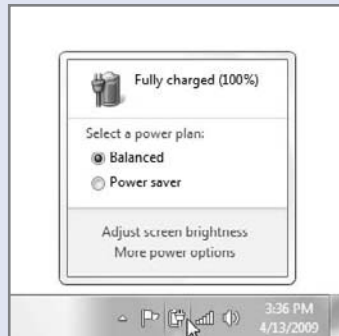 Fully charged (100%)
Select a power plan:
Balanced
Power saver
Adjust screen brightness
More power options
3:36 PM
4/13/2009